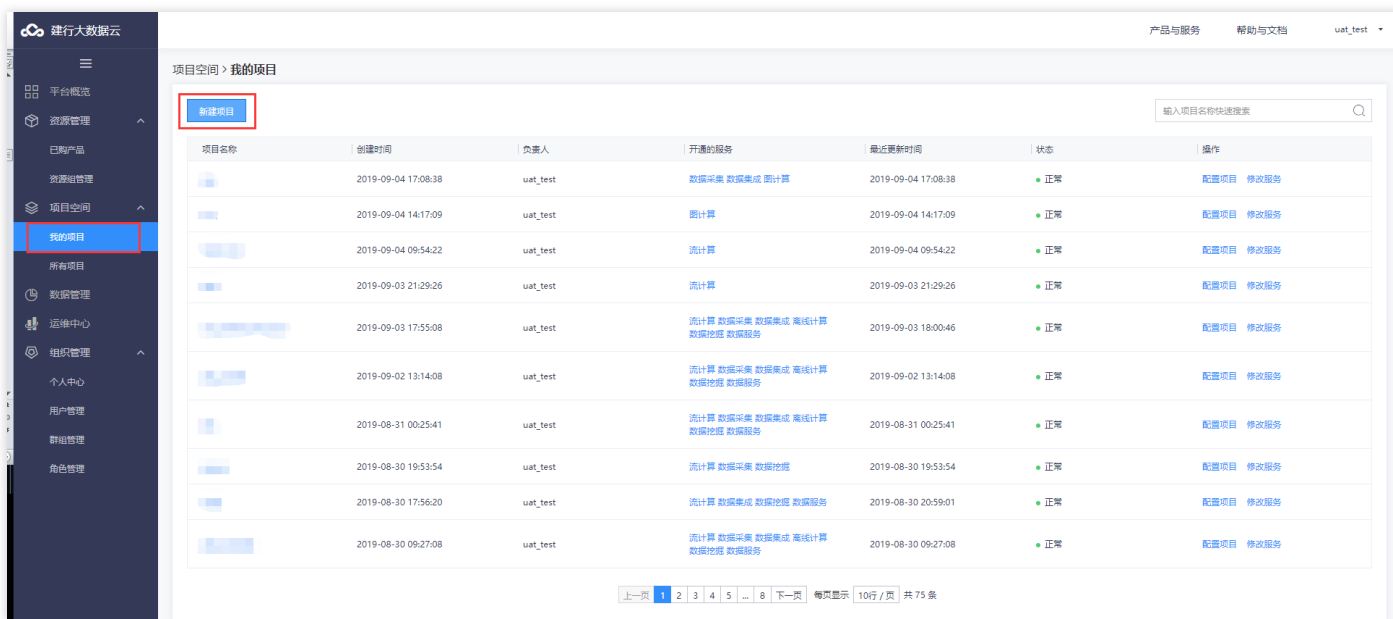 建行大数据云
产品与服务 帮助与文档 uat_test
平台概览
资源管理
已购产品
资源组管理
项目空间
我的项目
所有项目
数据管理
运维中心
组织管理
个人中心
用户管理
群组管理
角色管理
项目空间 > 我的项目
新建项目 输入项目名称快速搜索
项目名称 创建时间 负责人 开通的服务 最近更新时间 状态 操作
2019-09-04 17:08:38 uat_test 数据采集 数据集成 图计算 2019-09-04 17:08:38 正常 配置项目 修改服务
2019-09-04 14:17:09 uat_test 图计算 2019-09-04 14:17:09 正常 配置项目 修改服务
2019-09-04 09:54:22 uat_test 流计算 2019-09-04 09:54:22 正常 配置项目 修改服务
2019-09-03 21:29:26 uat_test 流计算 2019-09-03 21:29:26 正常 配置项目 修改服务
2019-09-03 17:55:08 uat_test 流计算 数据采集 数据集成 离线计算 2019-09-03 18:00:46 正常 配置项目 修改服务
数据挖掘 数据服务
2019-09-02 13:14:08 uat_test 流计算 数据采集 数据集成 离线计算 2019-09-02 13:14:08 正常 配置项目 修改服务
数据挖掘 数据服务
2019-08-31 00:25:41 uat_test 流计算 数据采集 数据集成 离线计算 2019-08-31 00:25:41 正常 配置项目 修改服务
数据挖掘 数据服务
2019-08-30 19:53:54 uat_test 流计算 数据采集 数据挖掘 2019-08-30 19:53:54 正常 配置项目 修改服务
2019-08-30 17:56:20 uat_test 流计算 数据集成 数据挖掘 数据服务 2019-08-30 20:59:01 正常 配置项目 修改服务
2019-08-30 09:27:08 uat_test 流计算 数据采集 数据集成 离线计算 2019-08-30 09:27:08 正常 配置项目 修改服务
数据挖掘 数据服务
上一页 1 2 3 4 5 ... 8 下一页 每页显示 10行 / 页 共 75 条